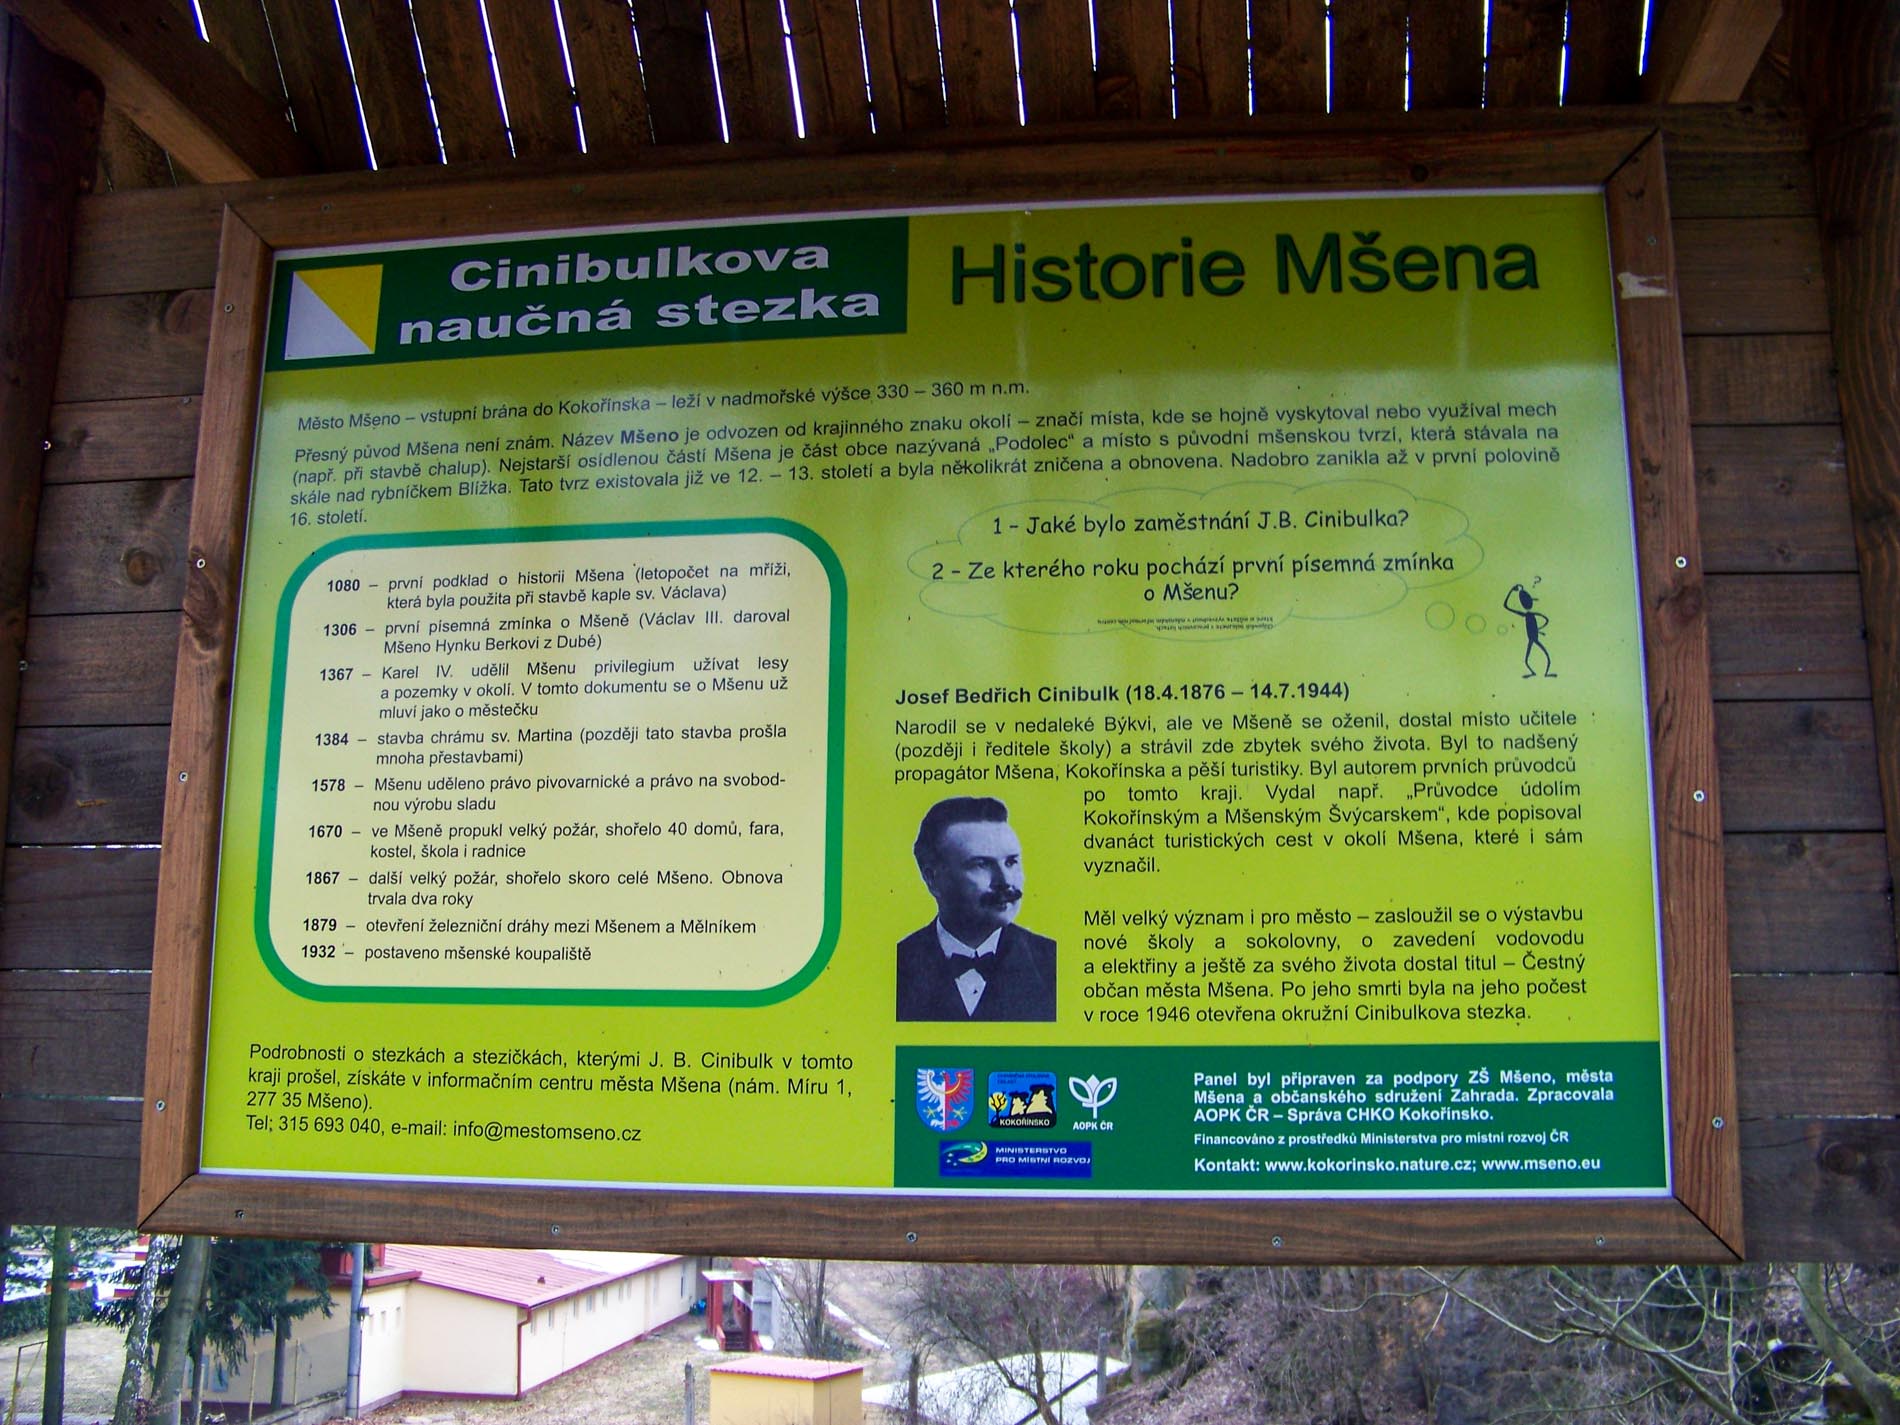 Cinibulkova
naučná stezka
Historie Mšena
Město Mšeno – vstupní brána do Kokořínska – leží v nadmořské výšce 330 – 360 m n.m.
Přesný původ Mšena není znám. Název Mšeno je odvozen od krajinného znaku okolí – značí místa, kde se hojně vyskytoval nebo využíval mech
(např. při stavbě chalup). Nejstarší osídlenou částí Mšena je část obce nazývaná „Podolec“ a místo s původní mšenskou tvrzí, která stávala na
skále nad rybníčkem Blížka. Tato tvrz existovala již ve 12. – 13. století a byla několikrát zničena a obnovena. Nadobro zanikla až v první polovině
16. století.
1080 – první podklad o historii Mšena (letopočet na mříži,
která byla použita při stavbě kaple sv. Václava)
1306 – první písemná zmínka o Mšeně (Václav III. daroval
Mšeno Hynku Berkovi z Dubé)
1367 – Karel IV. udělil Mšenu privilegium užívat lesy
a pozemky v okolí. V tomto dokumentu se o Mšenu už
mluví jako o městečku
1384 – stavba chrámu sv. Martina (později tato stavba prošla
mnoha přestavbami)
1578 – Mšenu uděleno právo pivovarnické a právo na svobod-
nou výrobu sladu
1670 – ve Mšeně propukl velký požár, shořelo 40 domů, fara,
kostel, škola i radnice
1867 – další velký požár, shořelo skoro celé Mšeno. Obnova
trvala dva roky
1879 – otevření železniční dráhy mezi Mšenem a Mělníkem
1932 – postaveno mšenské koupaliště
Podrobnosti o stezkách a stezičkách, kterými J. B. Cinibulk v tomto
kraji prošel, získáte v informačním centru města Mšena (nám. Míru 1,
277 35 Mšeno).
Tel; 315 693 040, e-mail: info@mestomseno.cz
1 – Jaké bylo zaměstnání J.B. Cinibulka?
2 – Ze kterého roku pochází první písemná zmínka
o Mšenu?
Josef Bedřich Cinibulk (18.4.1876 – 14.7.1944)
Narodil se v nedaleké Býkvi, ale ve Mšeně se oženil, dostal místo učitele
(později i ředitele školy) a strávil zde zbytek svého života. Byl to nadšený
propagátor Mšena, Kokořínska a pěší turistiky. Byl autorem prvních průvodců
po tomto kraji. Vydal např. „Průvodce údolím
Kokořínským a Mšenským Švýcarskem“, kde popisoval
dvanáct turistických cest v okolí Mšena, které i sám
vyznačil.
Měl velký význam i pro město – zasloužil se o výstavbu
nové školy a sokolovny, o zavedení vodovodu
a elektřiny a ještě za svého života dostal titul – Čestný
občan města Mšena. Po jeho smrti byla na jeho počest
v roce 1946 otevřena okružní Cinibulkova stezka.
KOKOŘÍNSKO
AOPK ČR
MINISTERSTVO
PRO MÍSTNÍ ROZVOJ
Panel byl připraven za podpory ZŠ Mšeno, města
Mšena a občanského sdružení Zahrada. Zpracovala
AOPK ČR – Správa CHKO Kokořínsko.
Financováno z prostředků Ministerstva pro místní rozvoj ČR
Kontakt: www.kokorinsko.nature.cz; www.mseno.eu